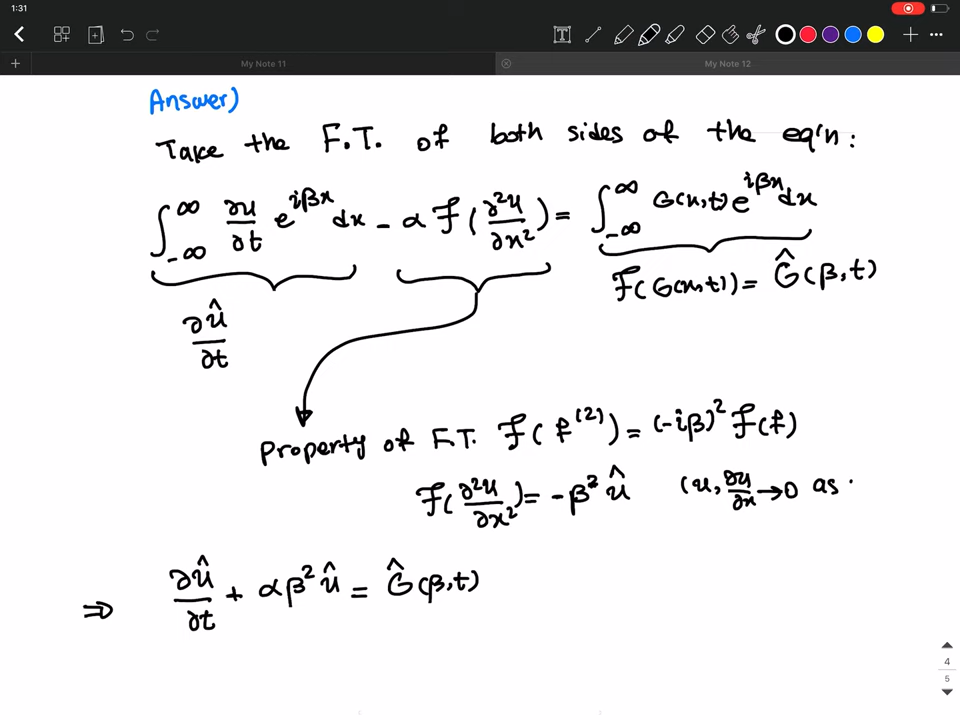 1:31
My Note 11
My Note 12
Answer)
Take the F.T. of both sides of the eq'n:
∫_{-∞}^{∞} ∂u/∂t e^{iβx} dx - α ℱ(∂²u/∂x²) = ∫_{-∞}^{∞} G(x,t) e^{iβx} dx
ℱ(G(x,t)) = Ĝ(β,t)
∂û/∂t
Property of F.T. ℱ(f^{(2)}) = (-iβ)² ℱ(f)
ℱ(∂²u/∂x²) = -β² û (u, ∂u/∂x → 0 as
⇒ ∂û/∂t + αβ² û = Ĝ(β,t)
4
5